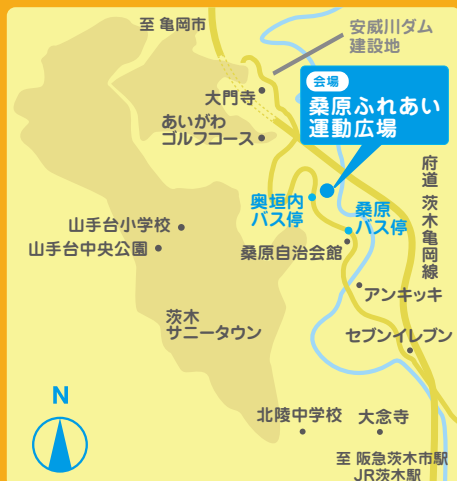 至 亀岡市
安威川ダム
建設地
会場
桑原ふれあい
運動広場
大門寺
あいがわ
ゴルフコース
府道 茨木亀岡線
奥垣内
バス停
桑原
バス停
山手台小学校
山手台中央公園
桑原自治会館
アンキッキ
茨木
サニータウン
セブンイレブン
N
北陵中学校
大念寺
至 阪急茨木市駅
JR茨木駅